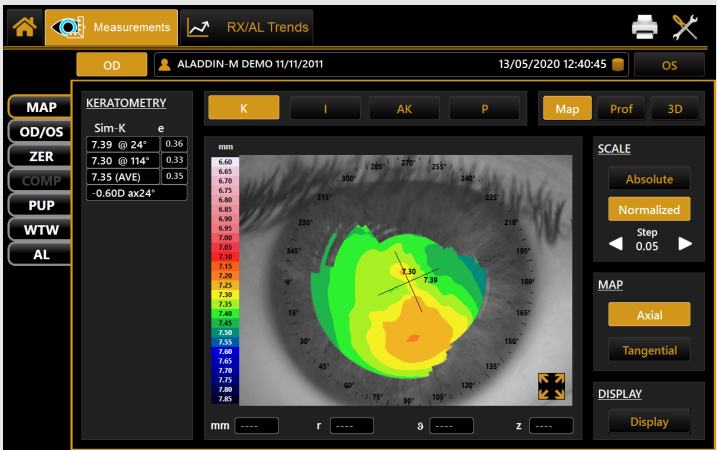 Measurements
RX/AL Trends
OD
ALADDIN-M DEMO 11/11/2011
13/05/2020 12:40:45
OS
MAP
OD/OS
ZER
COMP
PUP
WTW
AL
KERATOMETRY
Sim-K e
7.39 @ 24° 0.36
7.30 @ 114° 0.33
7.35 (AVE) 0.35
-0.60D ax24°
K
I
AK
P
Map
Prof
3D
mm
6.60
6.65
6.70
6.75
6.80
6.85
6.90
6.95
7.00
7.05
7.10
7.15
7.20
7.25
7.30
7.35
7.40
7.45
7.50
7.55
7.60
7.65
7.70
7.75
7.80
7.85
285° 270° 255°
300° 240°
315° 225°
330° 210°
345° 195°
0° 180°
15° 165°
30° 150°
45° 135°
60° 120°
75° 90° 105°
7.30
7.39
mm ---- r ---- θ ---- z ----
SCALE
Absolute
Normalized
Step
0.05
MAP
Axial
Tangential
DISPLAY
Display